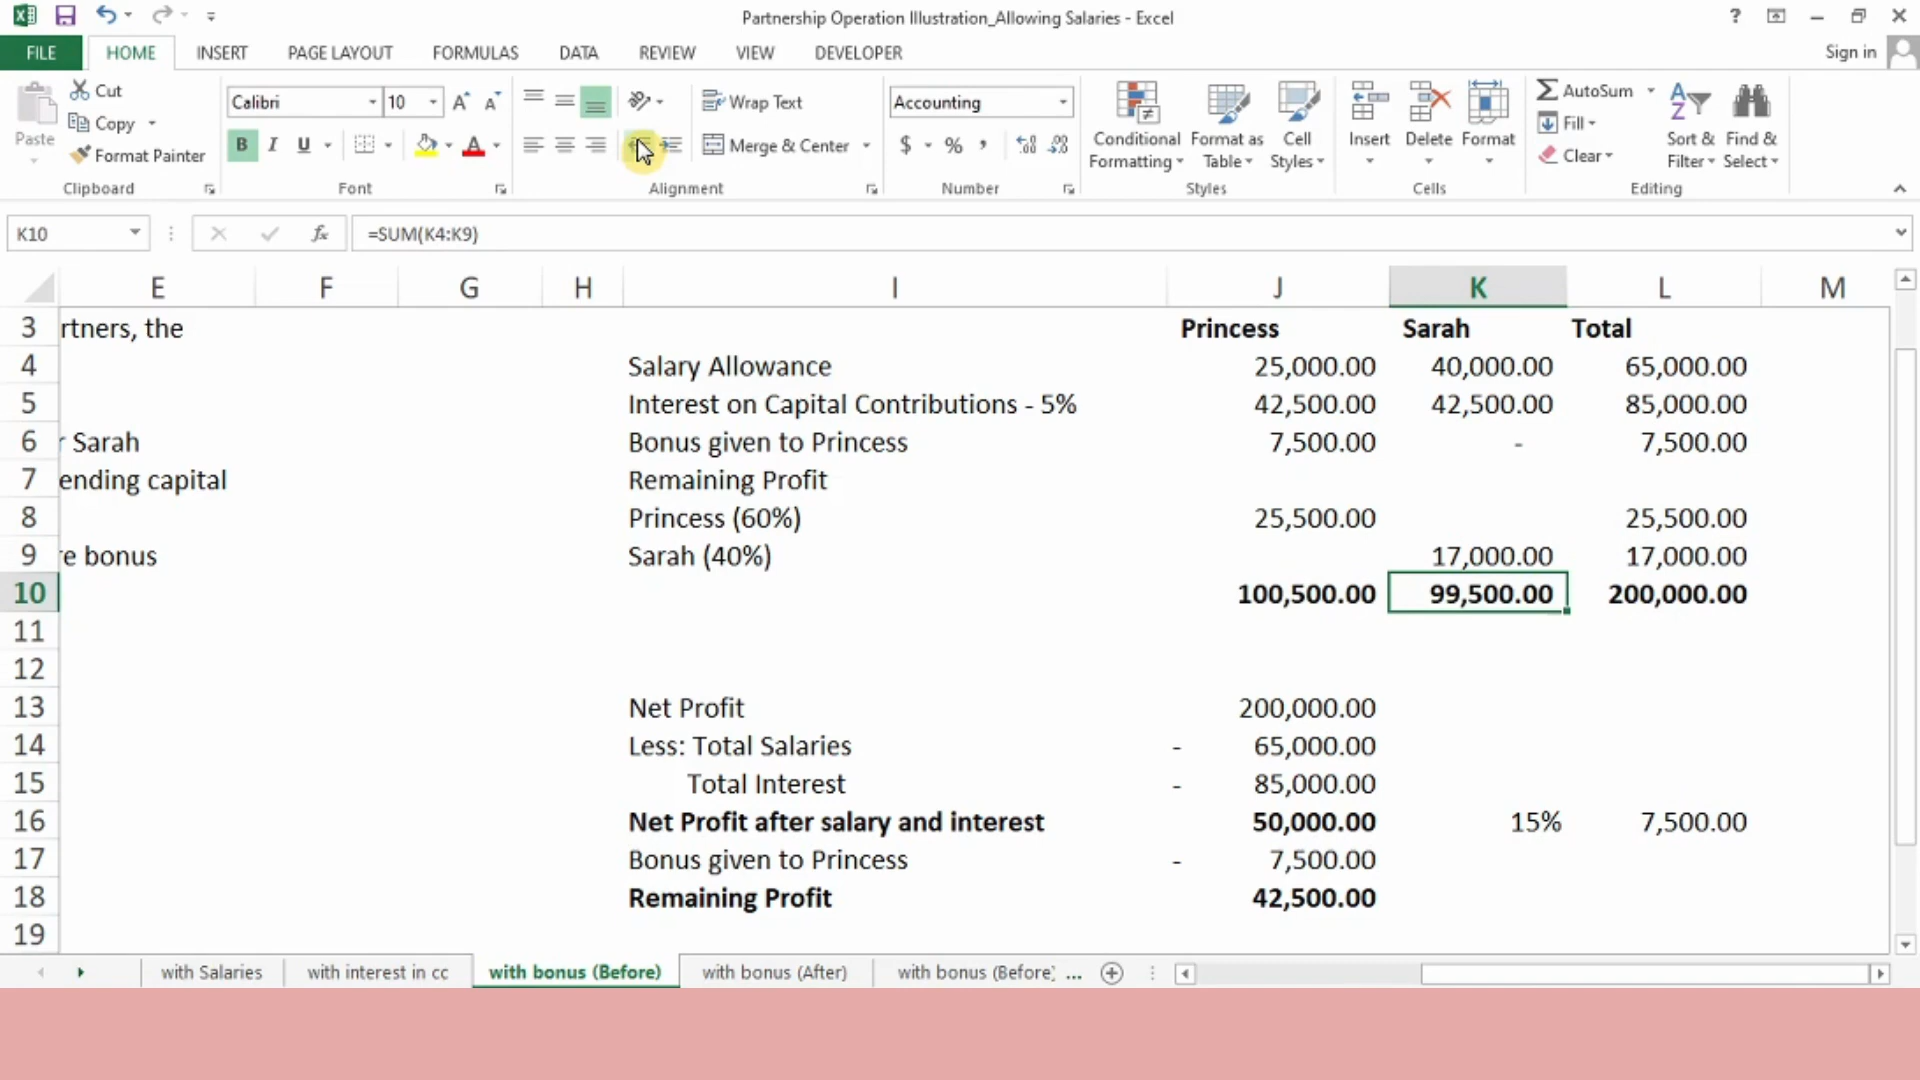 Partnership Operation Illustration_Allowing Salaries - Excel
?
FILE HOME INSERT PAGE LAYOUT FORMULAS DATA REVIEW VIEW DEVELOPER Sign in
Paste
Cut
Copy
Format Painter
Clipboard
Calibri 10
B I U
Font
Wrap Text
Merge & Center
Alignment
Accounting
$ % ,
Number
Conditional Formatting
Format as Table
Cell Styles
Styles
Insert
Delete
Format
Cells
AutoSum
Fill
Clear
Sort & Filter
Find & Select
Editing
K10 fx =SUM(K4:K9)
E F G H I J K L M
3 rtners, the Princess Sarah Total
4 Salary Allowance 25,000.00 40,000.00 65,000.00
5 Interest on Capital Contributions - 5% 42,500.00 42,500.00 85,000.00
6 r Sarah Bonus given to Princess 7,500.00 - 7,500.00
7 ending capital Remaining Profit
8 Princess (60%) 25,500.00 25,500.00
9 re bonus Sarah (40%) 17,000.00 17,000.00
10 100,500.00 99,500.00 200,000.00
11
12
13 Net Profit 200,000.00
14 Less: Total Salaries - 65,000.00
15 Total Interest - 85,000.00
16 Net Profit after salary and interest 50,000.00 15% 7,500.00
17 Bonus given to Princess - 7,500.00
18 Remaining Profit 42,500.00
19
with Salaries with interest in cc with bonus (Before) with bonus (After) with bonus (Before) ...